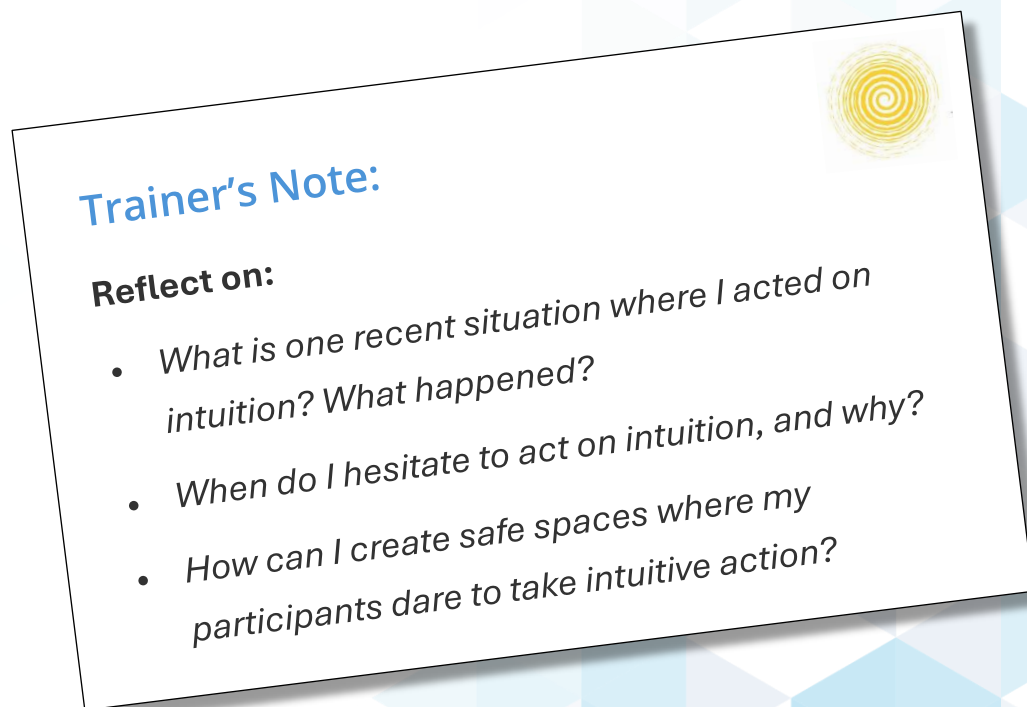 Trainer’s Note:
Reflect on:
• What is one recent situation where I acted on
intuition? What happened?
• When do I hesitate to act on intuition, and why?
• How can I create safe spaces where my
participants dare to take intuitive action?